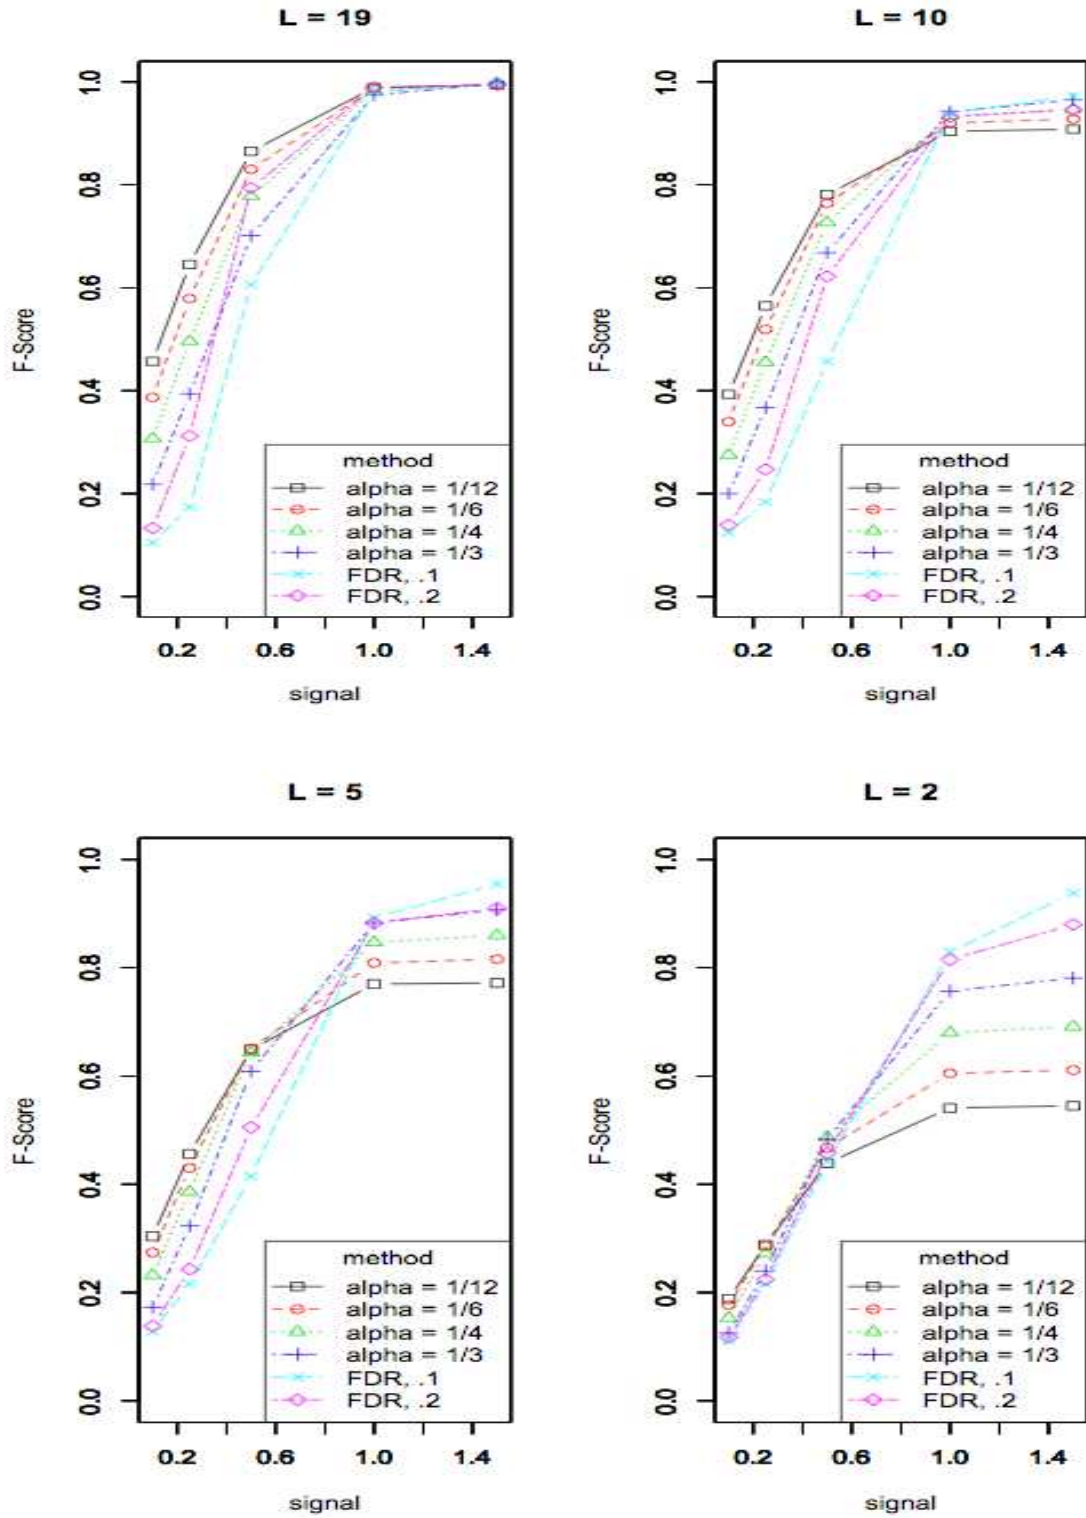 L = 19
1.0
0.8
0.6
0.4
0.2
0.0
F-Score
method
alpha = 1/12
alpha = 1/6
alpha = 1/4
alpha = 1/3
FDR, .1
FDR, .2
0.2
0.6
1.0
1.4
signal
L = 10
1.0
0.8
0.6
0.4
0.2
0.0
F-Score
method
alpha = 1/12
alpha = 1/6
alpha = 1/4
alpha = 1/3
FDR, .1
FDR, .2
0.2
0.6
1.0
1.4
signal
L = 5
1.0
0.8
0.6
0.4
0.2
0.0
F-Score
method
alpha = 1/12
alpha = 1/6
alpha = 1/4
alpha = 1/3
FDR, .1
FDR, .2
0.2
0.6
1.0
1.4
signal
L = 2
1.0
0.8
0.6
0.4
0.2
0.0
F-Score
method
alpha = 1/12
alpha = 1/6
alpha = 1/4
alpha = 1/3
FDR, .1
FDR, .2
0.2
0.6
1.0
1.4
signal